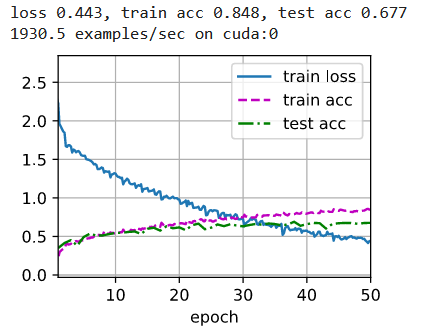 loss 0.443, train acc 0.848, test acc 0.677
1930.5 examples/sec on cuda:0
2.5
2.0
1.5
1.0
0.5
0.0
train loss
train acc
test acc
10 20 30 40 50
epoch